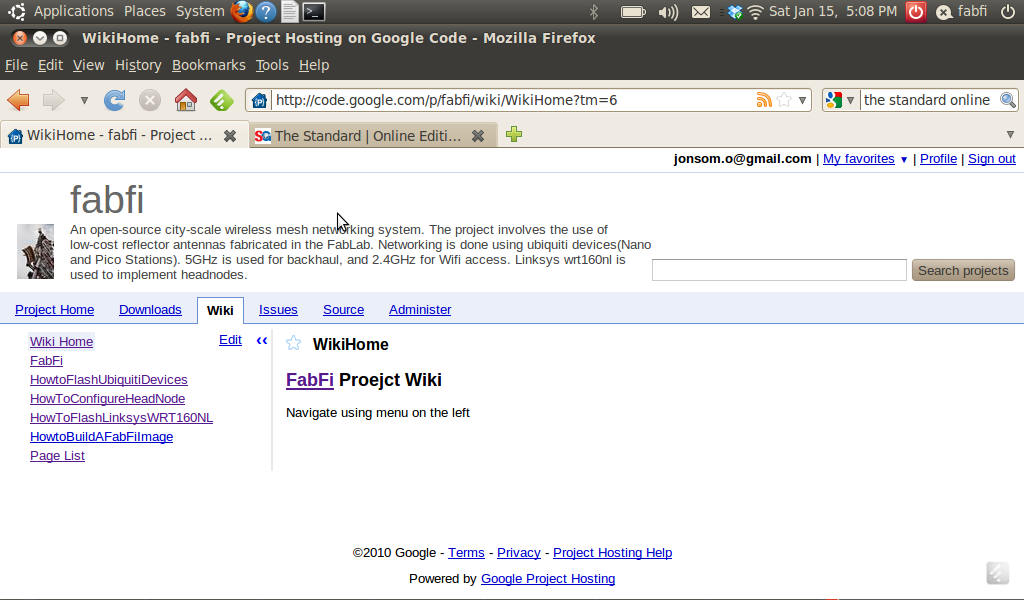 Applications Places System Sat Jan 15, 5:08 PM fabfi
WikiHome - fabfi - Project Hosting on Google Code - Mozilla Firefox
File Edit View History Bookmarks Tools Help
http://code.google.com/p/fabfi/wiki/WikiHome?tm=6 the standard online
WikiHome - fabfi - Project ... SG The Standard | Online Editi...
jonsom.o@gmail.com | My favorites ▼ | Profile | Sign out
fabfi
An open-source city-scale wireless mesh networking system. The project involves the use of
low-cost reflector antennas fabricated in the FabLab. Networking is done using ubiquiti devices(Nano
and Pico Stations). 5GHz is used for backhaul, and 2.4GHz for Wifi access. Linksys wrt160nl is
used to implement headnodes.
Search projects
Project Home Downloads Wiki Issues Source Administer
Wiki Home Edit ‹‹
FabFi
HowtoFlashUbiquitiDevices
HowToConfigureHeadNode
HowToFlashLinksysWRT160NL
HowtoBuildAFabFiImage
Page List
WikiHome
FabFi Proejct Wiki
Navigate using menu on the left
©2010 Google - Terms - Privacy - Project Hosting Help
Powered by Google Project Hosting